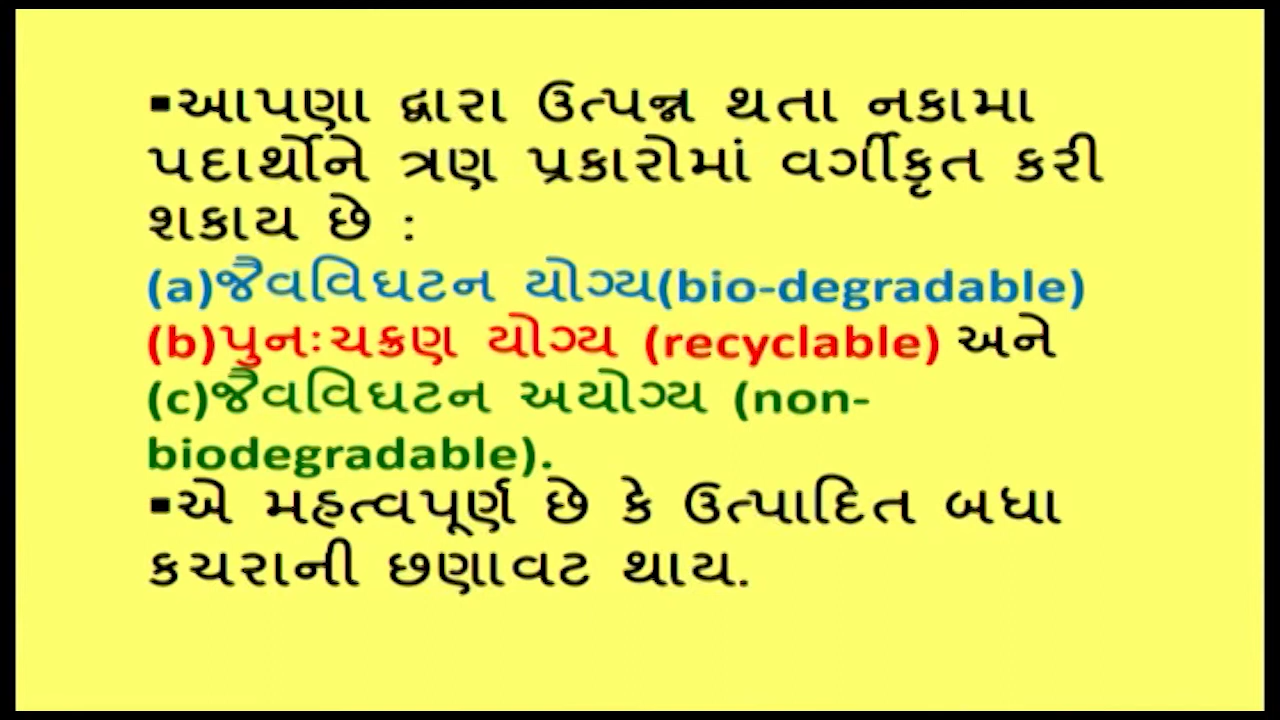 ▪આપણા દ્વારા ઉત્પન્ન થતા નકામા
પદાર્થોને ત્રણ પ્રકારોમાં વર્ગીકૃત કરી
શકાય છે :
(a)જૈવવિઘટન યોગ્ય(bio-degradable)
(b)પુનઃચક્રણ યોગ્ય (recyclable) અને
(c)જૈવવિઘટન અયોગ્ય (non-
biodegradable).
▪એ મહત્વપૂર્ણ છે કે ઉત્પાદિત બધા
કચરાની છણાવટ થાય.